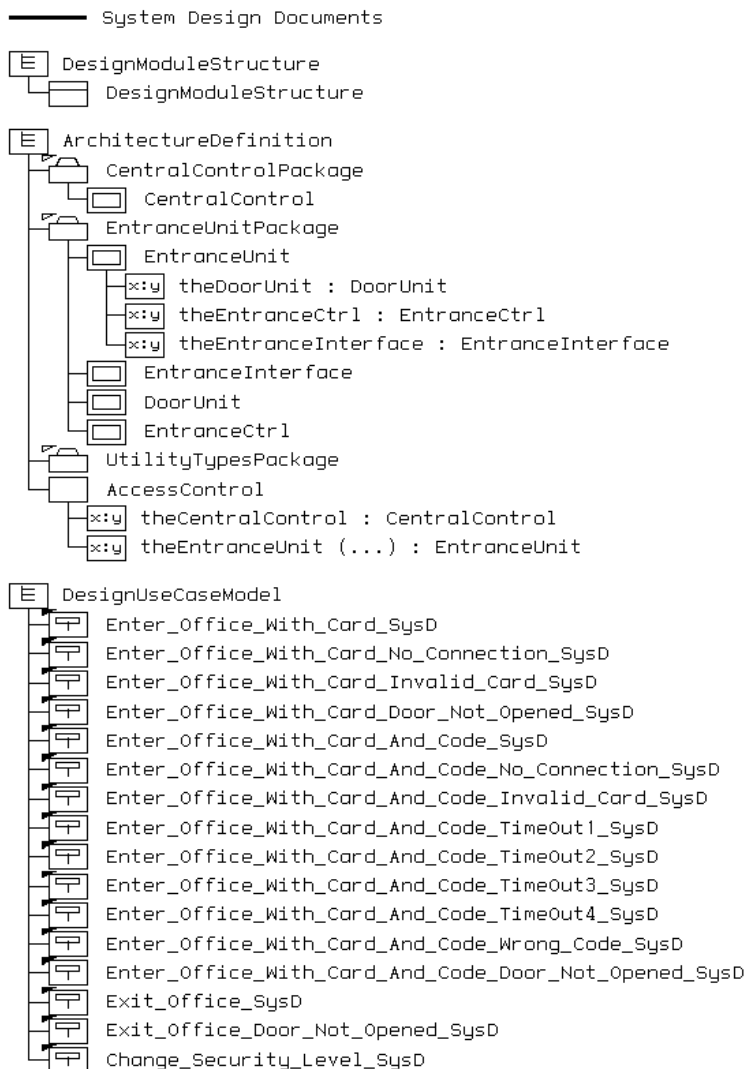 System Design Documents
DesignModuleStructure
DesignModuleStructure
ArchitectureDefinition
CentralControlPackage
CentralControl
EntranceUnitPackage
EntranceUnit
x:y theDoorUnit : DoorUnit
x:y theEntranceCtrl : EntranceCtrl
x:y theEntranceInterface : EntranceInterface
EntranceInterface
DoorUnit
EntranceCtrl
UtilityTypesPackage
AccessControl
x:y theCentralControl : CentralControl
x:y theEntranceUnit (...) : EntranceUnit
DesignUseCaseModel
Enter_Office_With_Card_SysD
Enter_Office_With_Card_No_Connection_SysD
Enter_Office_With_Card_Invalid_Card_SysD
Enter_Office_With_Card_Door_Not_Opened_SysD
Enter_Office_With_Card_And_Code_SysD
Enter_Office_With_Card_And_Code_No_Connection_SysD
Enter_Office_With_Card_And_Code_Invalid_Card_SysD
Enter_Office_With_Card_And_Code_TimeOut1_SysD
Enter_Office_With_Card_And_Code_TimeOut2_SysD
Enter_Office_With_Card_And_Code_TimeOut3_SysD
Enter_Office_With_Card_And_Code_TimeOut4_SysD
Enter_Office_With_Card_And_Code_Wrong_Code_SysD
Enter_Office_With_Card_And_Code_Door_Not_Opened_SysD
Exit_Office_SysD
Exit_Office_Door_Not_Opened_SysD
Change_Security_Level_SysD